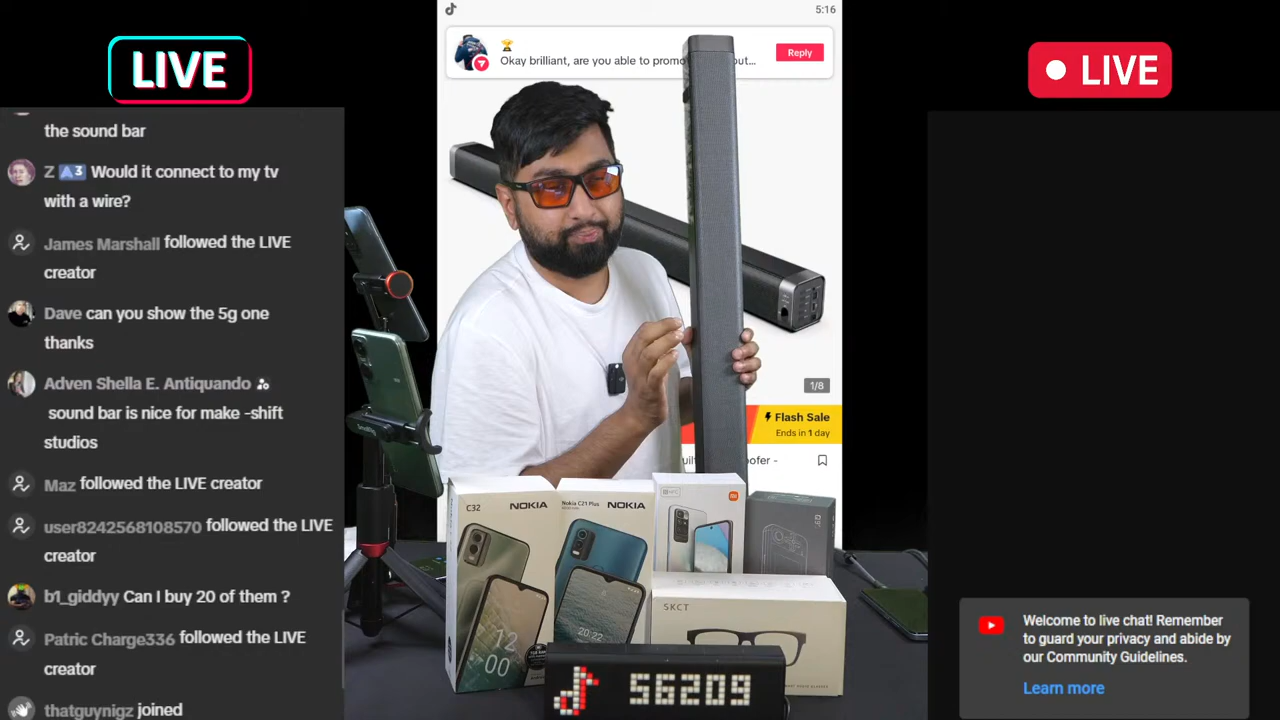 LIVE
the sound bar
Z A3 Would it connect to my tv
with a wire?
James Marshall followed the LIVE
creator
Dave can you show the 5g one
thanks
Adven Shella E. Antiquando
sound bar is nice for make -shift
studios
Maz followed the LIVE creator
user8242568108570 followed the LIVE
creator
b1_giddyy Can I buy 20 of them ?
Patric Charge336 followed the LIVE
creator
thatguynigz joined
5:16
Okay brilliant, are you able to promo
out...
Reply
1/8
Flash Sale
Ends in 1 day
C32 NOKIA
Nokia C21 Plus NOKIA
12
00
20:22
SKCT
56209
LIVE
Welcome to live chat! Remember
to guard your privacy and abide by
our Community Guidelines.
Learn more